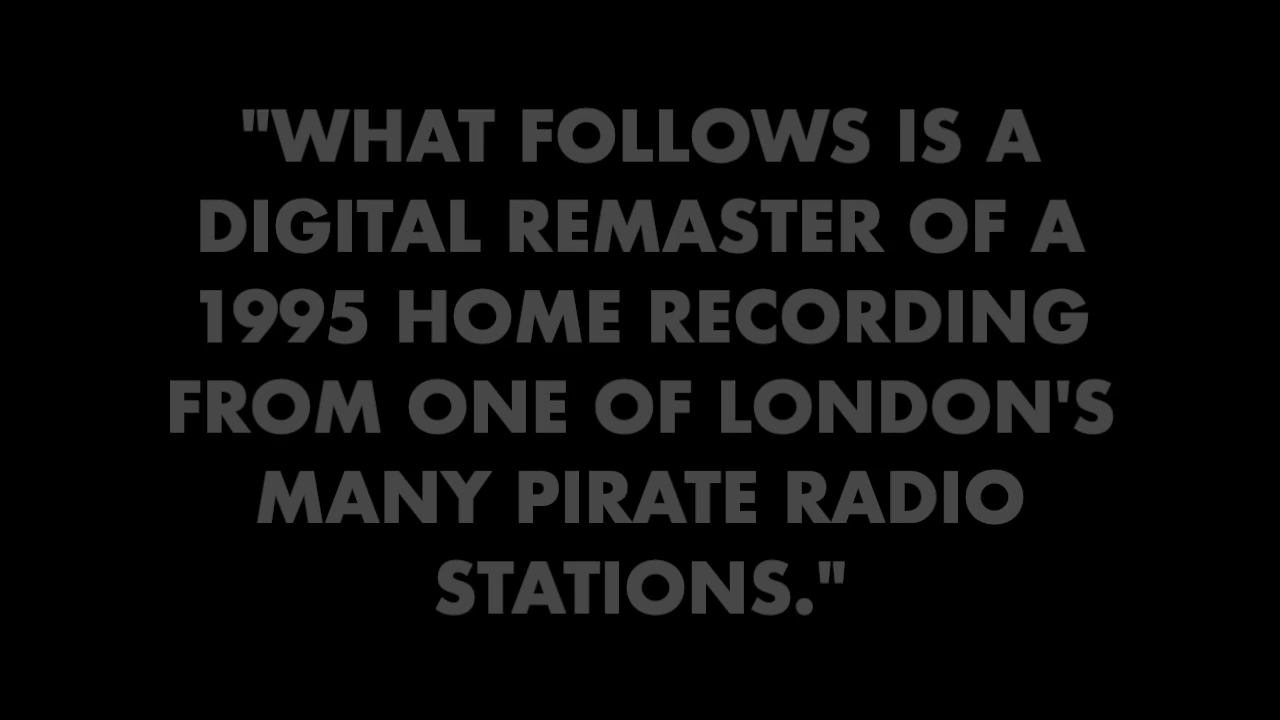 "WHAT FOLLOWS IS A
DIGITAL REMASTER OF A
1995 HOME RECORDING
FROM ONE OF LONDON'S
MANY PIRATE RADIO
STATIONS."